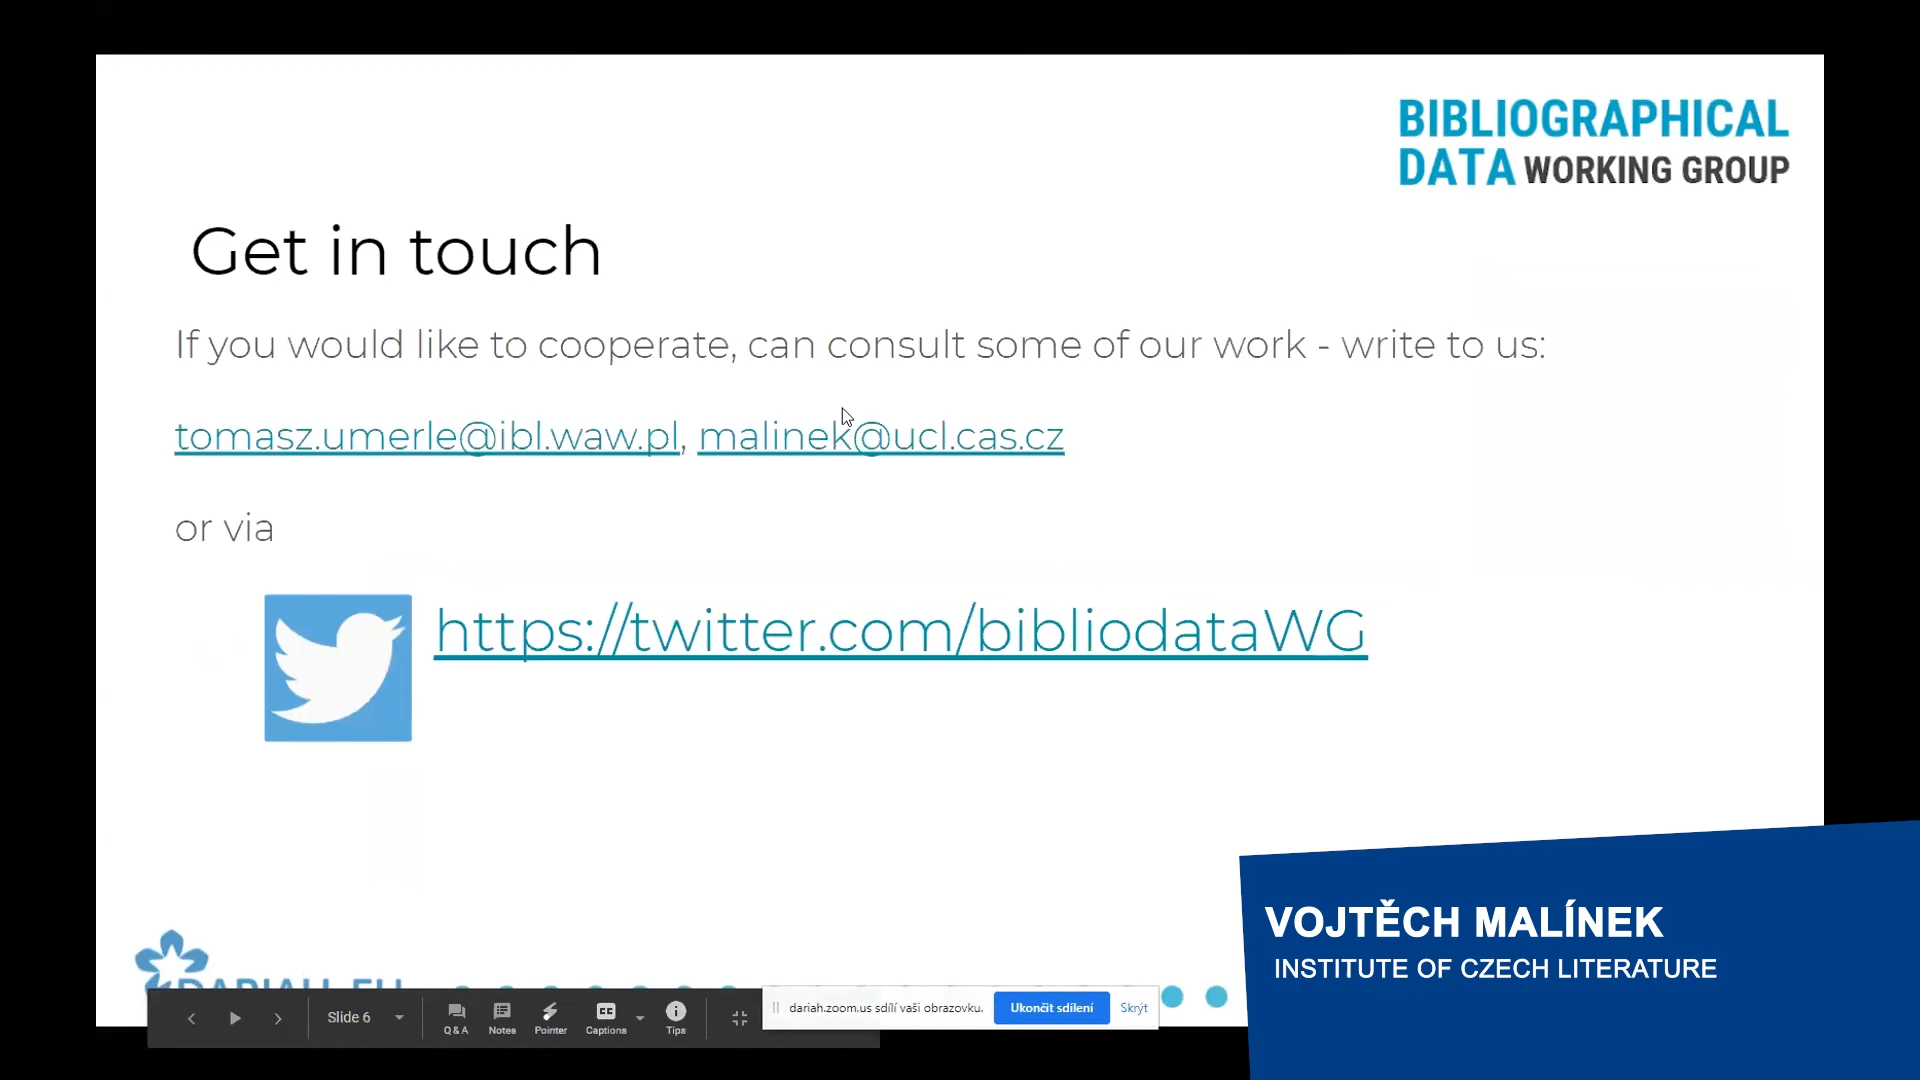 BIBLIOGRAPHICAL
DATA WORKING GROUP
Get in touch
If you would like to cooperate, can consult some of our work - write to us:
tomasz.umerle@ibl.waw.pl, malinek@ucl.cas.cz
or via
https://twitter.com/bibliodataWG
VOJTĚCH MALÍNEK
INSTITUTE OF CZECH LITERATURE
DARIAH-EU
Slide 6
Q & A
Notes
Pointer
CC
Captions
Tips
dariah.zoom.us sdílí vaši obrazovku.
Ukončit sdílení
Skrýt